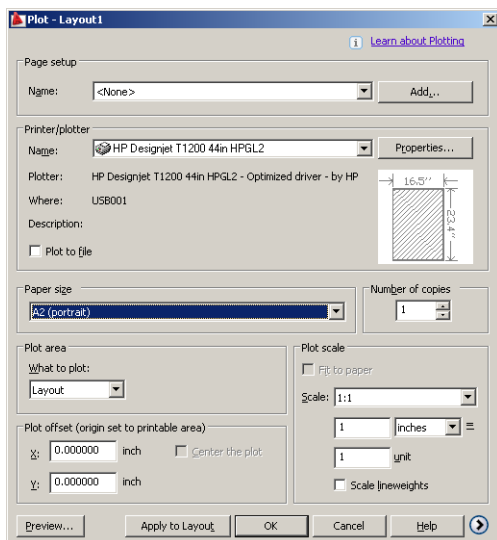 Plot - Layout1
Learn about Plotting
Page setup
Name: <None> Add...
Printer/plotter
Name: HP Designjet T1200 44in HPGL2 Properties...
Plotter: HP Designjet T1200 44in HPGL2 - Optimized driver - by HP
Where: USB001
Description:
Plot to file
16.5''
23.4''
Paper size
A2 (portrait)
Number of copies
1
Plot area
What to plot:
Layout
Plot offset (origin set to printable area)
X: 0.000000 inch Center the plot
Y: 0.000000 inch
Plot scale
Fit to paper
Scale: 1:1
1 inches =
1 unit
Scale lineweights
Preview... Apply to Layout OK Cancel Help